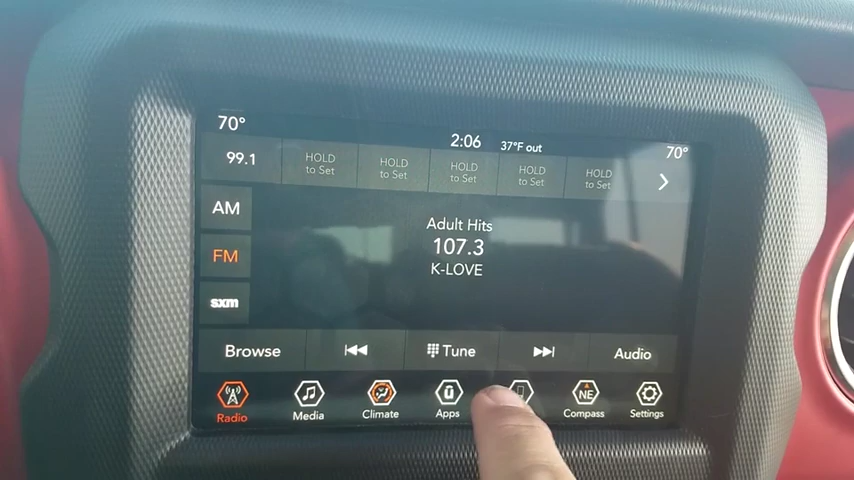 70°
2:06
37°F out
70°
99.1
HOLD to Set
HOLD to Set
HOLD to Set
HOLD to Set
HOLD to Set
AM
FM
sxm
Adult Hits
107.3
K-LOVE
Browse
Tune
Audio
ū
NE
Radio
Media
Climate
Apps
Compass
Settings